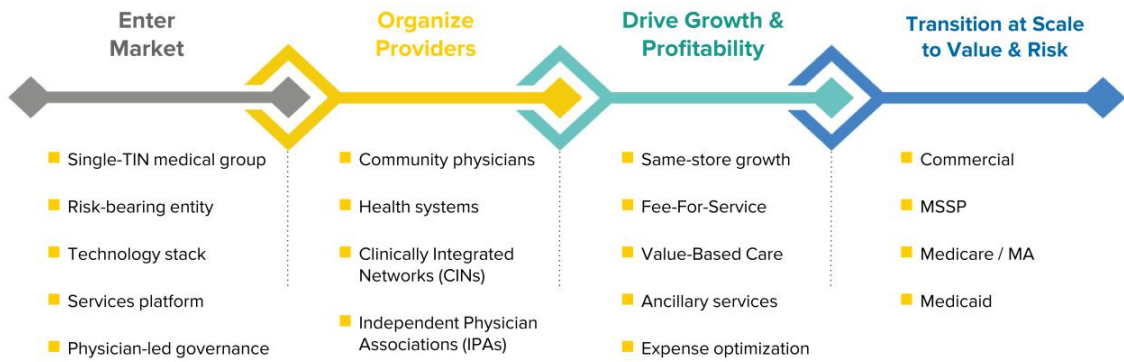 Enter
Market
Single-TIN medical group
Risk-bearing entity
Technology stack
Services platform
Physician-led governance
Organize
Providers
Community physicians
Health systems
Clinically Integrated
Networks (CINs)
Independent Physician
Associations (IPAs)
Drive Growth &
Profitability
Same-store growth
Fee-For-Service
Value-Based Care
Ancillary services
Expense optimization
Transition at Scale
to Value & Risk
Commercial
MSSP
Medicare / MA
Medicaid